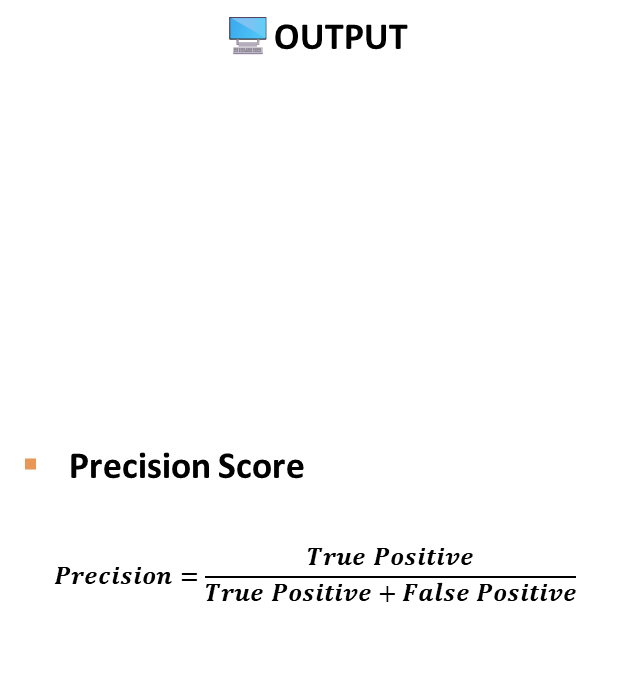 OUTPUT
Precision Score
Precision = True Positive / True Positive + False Positive